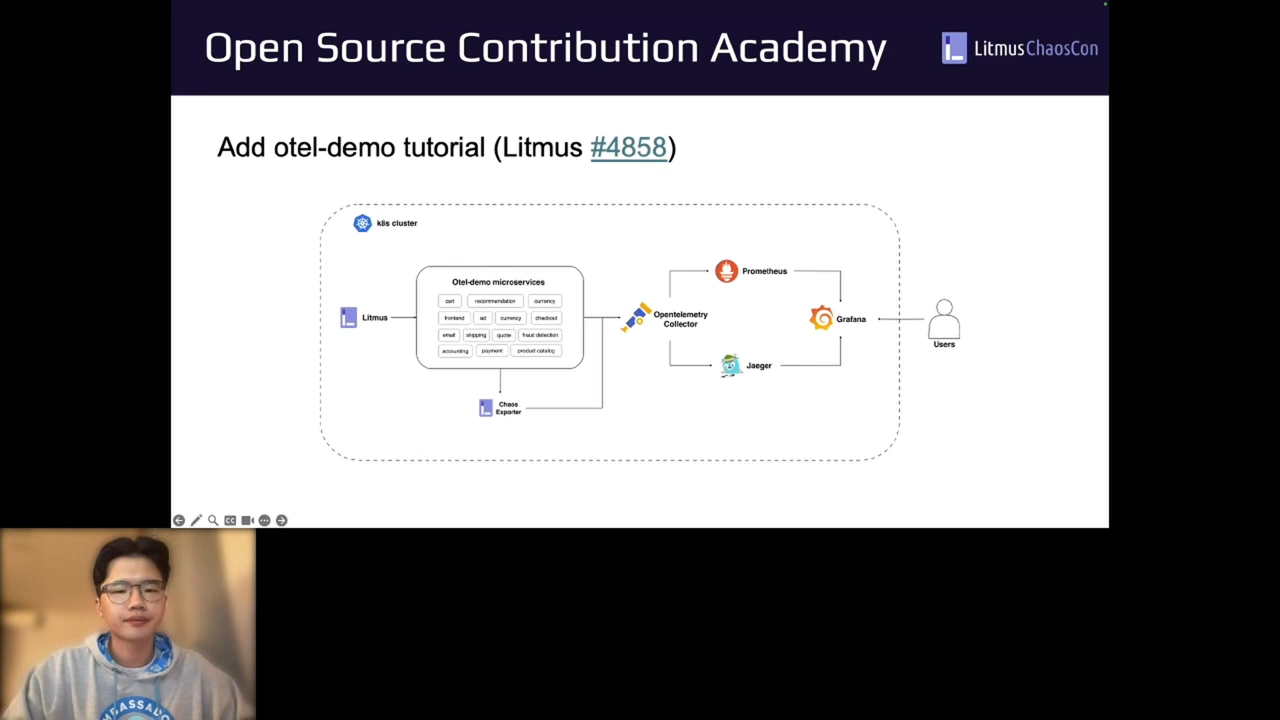 Open Source Contribution Academy
LitmusChaosCon
Add otel-demo tutorial (Litmus #4858)
k8s cluster
Otel-demo microservices
cart
recommendation
currency
frontend
ad
currency
checkout
email
shipping
quote
fraud detection
accounting
payment
product catalog
Litmus
Chaos
Exporter
Opentelemetry
Collector
Prometheus
Jaeger
Grafana
Users
CC